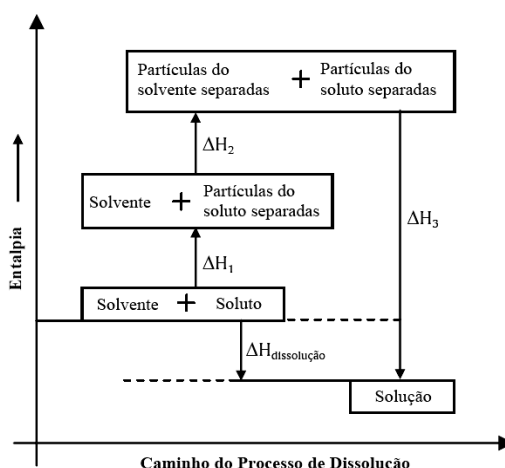 Partículas do
solvente separadas
+
Partículas do
soluto separadas
ΔH₂
Solvente + Partículas do
soluto separadas
ΔH₃
ΔH₁
Solvente + Soluto
ΔHdissolução
Solução
Entalpia
Caminho do Processo de Dissolução